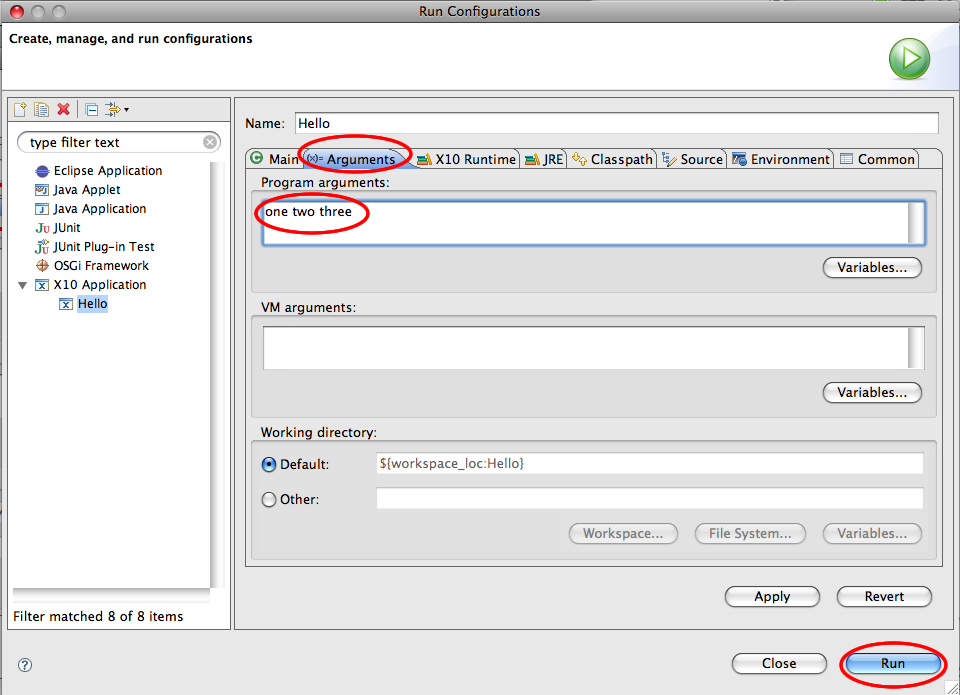 Run Configurations
Create, manage, and run configurations
type filter text
Eclipse Application
Java Applet
Java Application
JUnit
JUnit Plug-in Test
OSGi Framework
X10 Application
Hello
Filter matched 8 of 8 items
Name: Hello
Main (x)= Arguments X10 Runtime JRE Classpath Source Environment Common
Program arguments:
one two three
Variables...
VM arguments:
Variables...
Working directory:
Default: ${workspace_loc:Hello}
Other:
Workspace... File System... Variables...
Apply Revert
Close Run